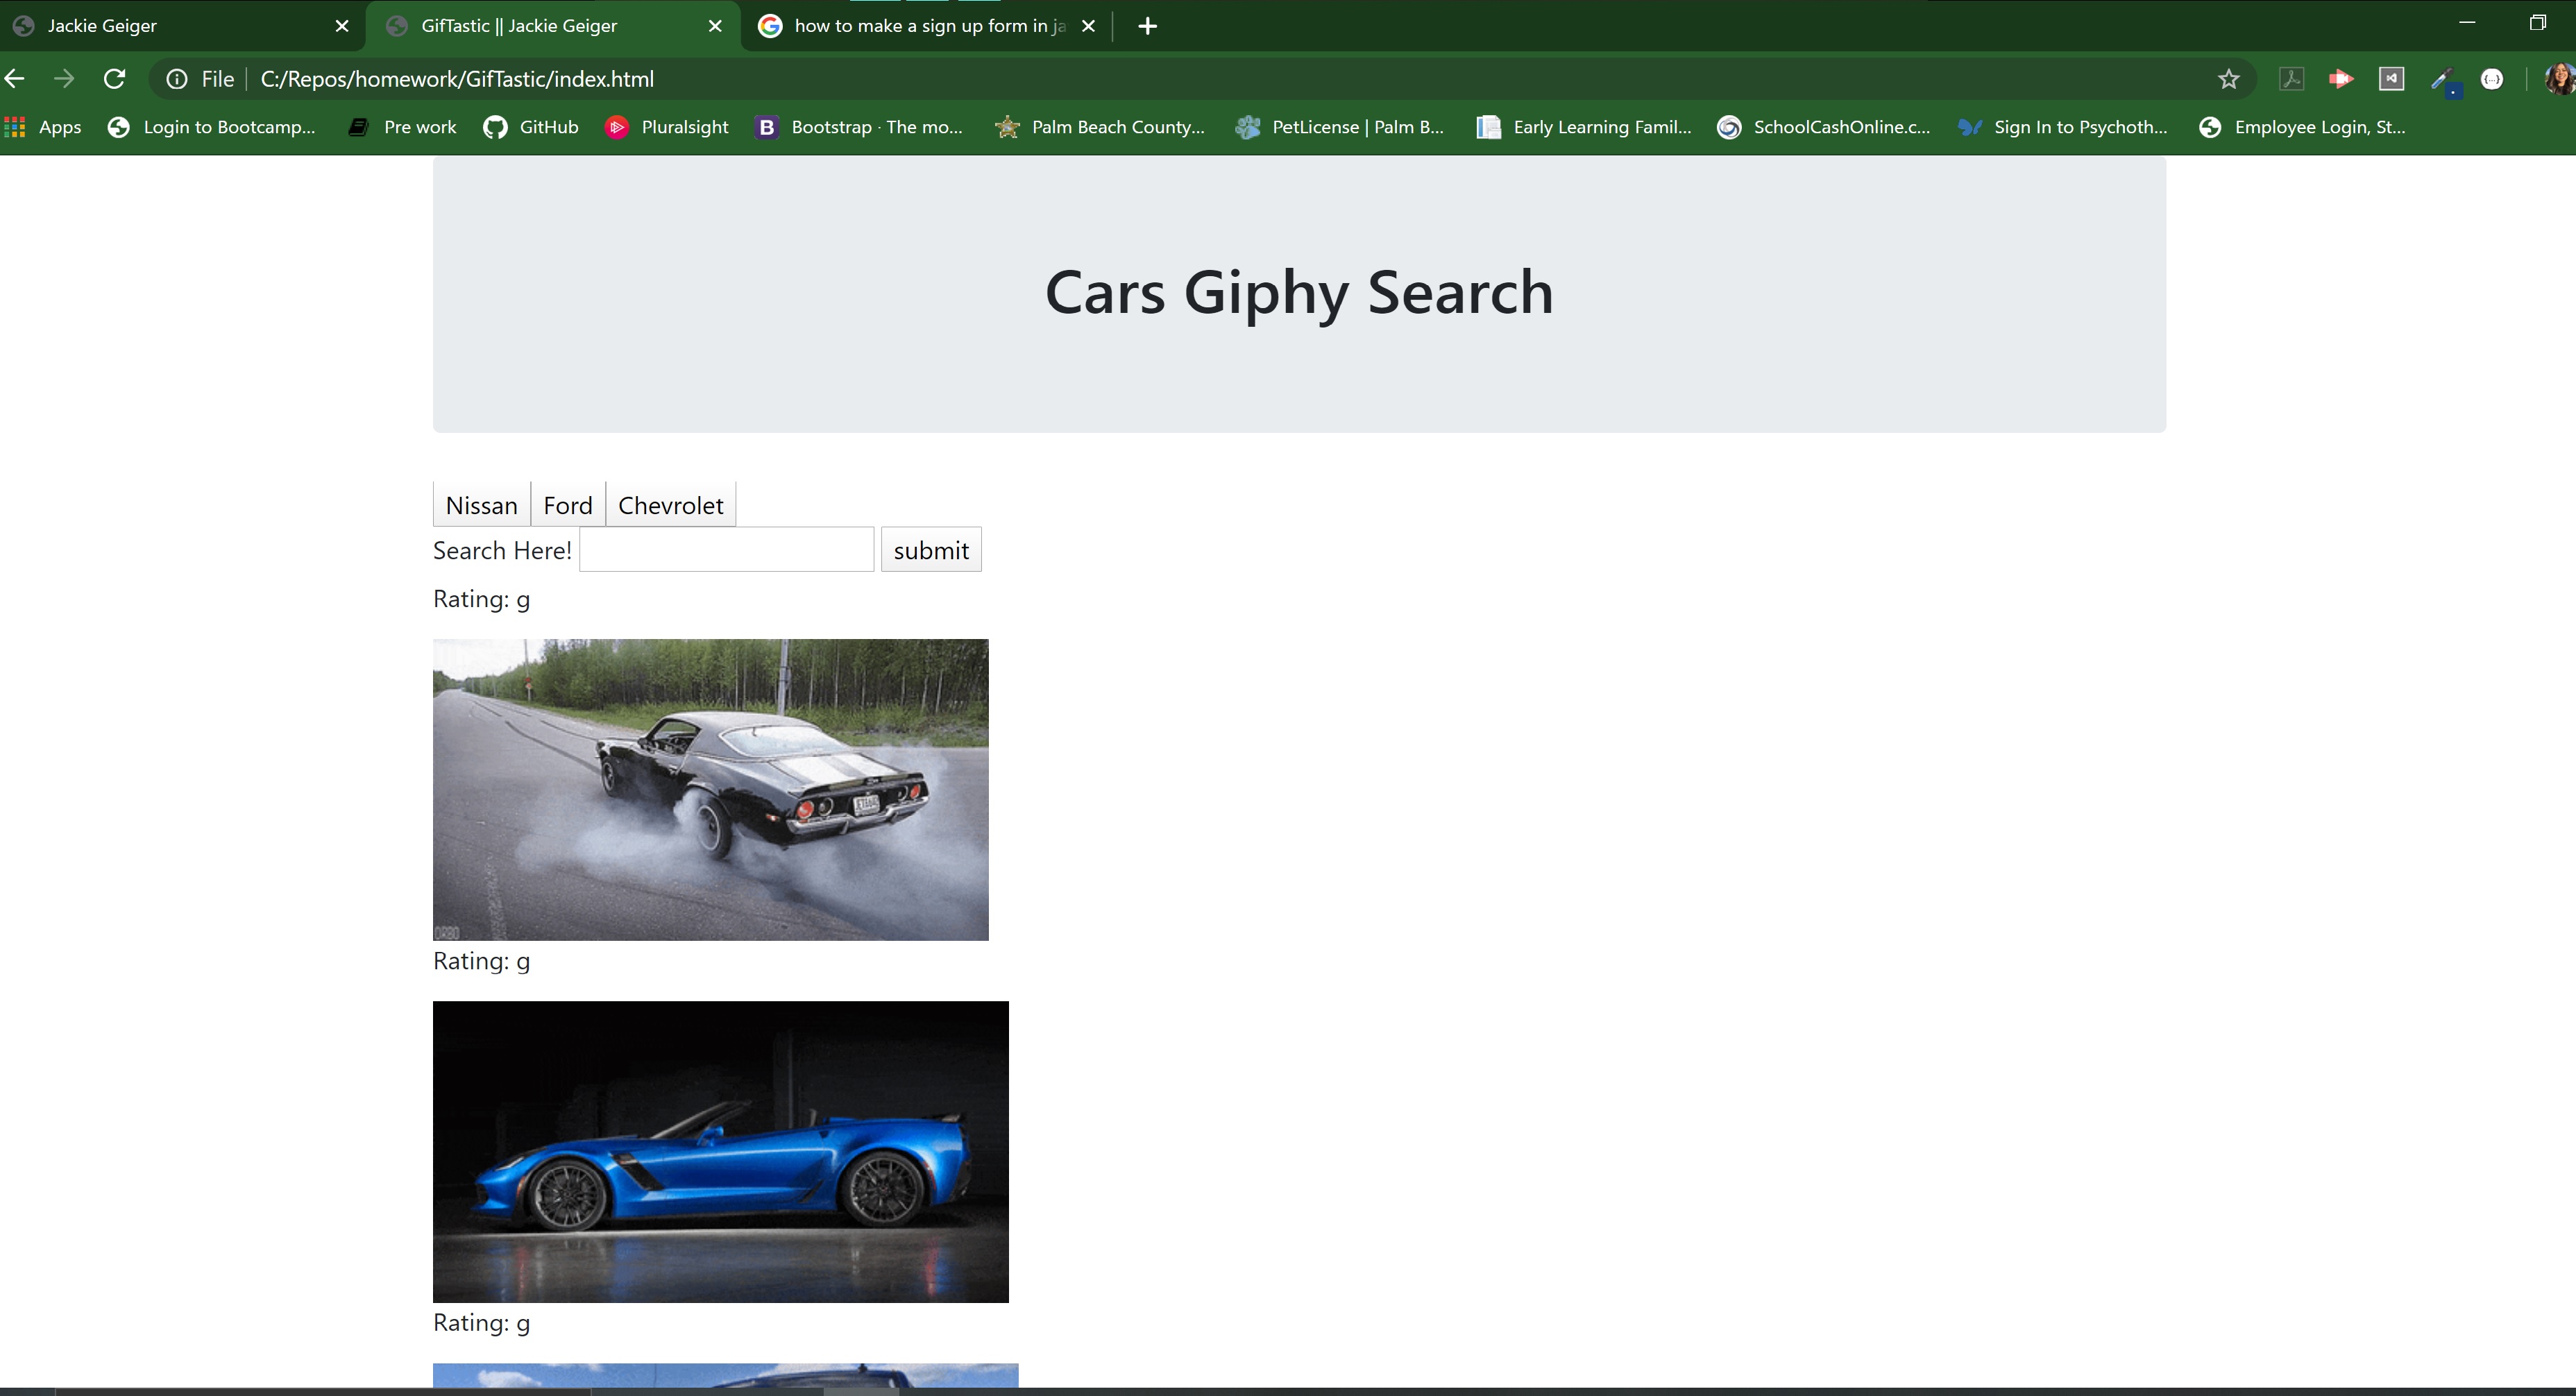 Jackie Geiger
GifTastic || Jackie Geiger
how to make a sign up form in ja
File
C:/Repos/homework/GifTastic/index.html
Apps
Login to Bootcamp...
Pre work
GitHub
Pluralsight
B
Bootstrap · The mo...
Palm Beach County...
PetLicense | Palm B...
Early Learning Famil...
SchoolCashOnline.c...
Sign In to Psychoth...
Employee Login, St...
Cars Giphy Search
Nissan
Ford
Chevrolet
Search Here!
submit
Rating: g
ORBO
Rating: g
Rating: g